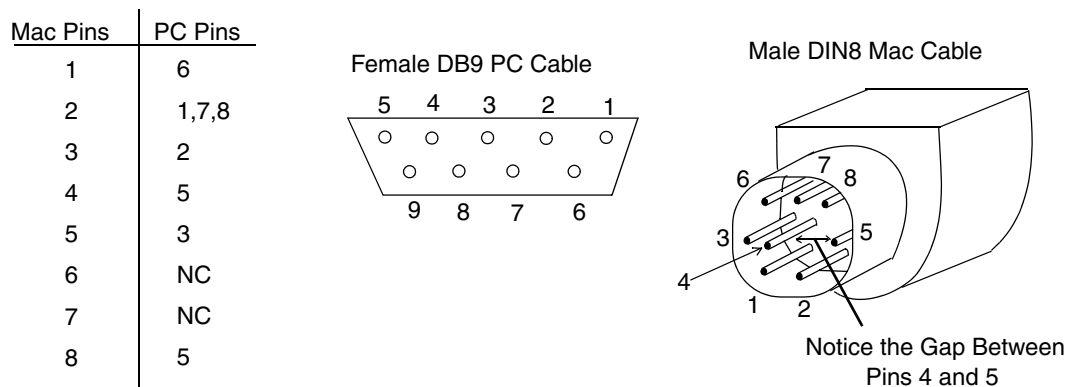 Mac Pins PC Pins
1 6
2 1,7,8
3 2
4 5
5 3
6 NC
7 NC
8 5
Female DB9 PC Cable
5 4 3 2 1
9 8 7 6
Male DIN8 Mac Cable
7
6 8
3 5
4
1 2
Notice the Gap Between
Pins 4 and 5